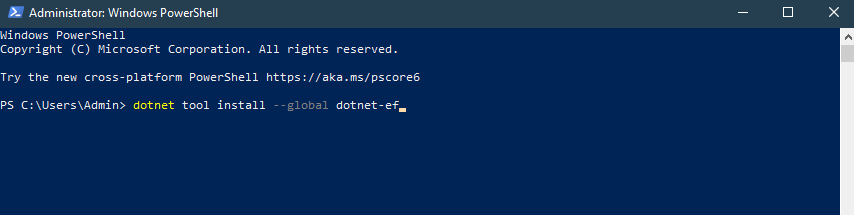 Administrator: Windows PowerShell
Windows PowerShell
Copyright (C) Microsoft Corporation. All rights reserved.
Try the new cross-platform PowerShell https://aka.ms/pscore6
PS C:\Users\Admin> dotnet tool install --global dotnet-ef